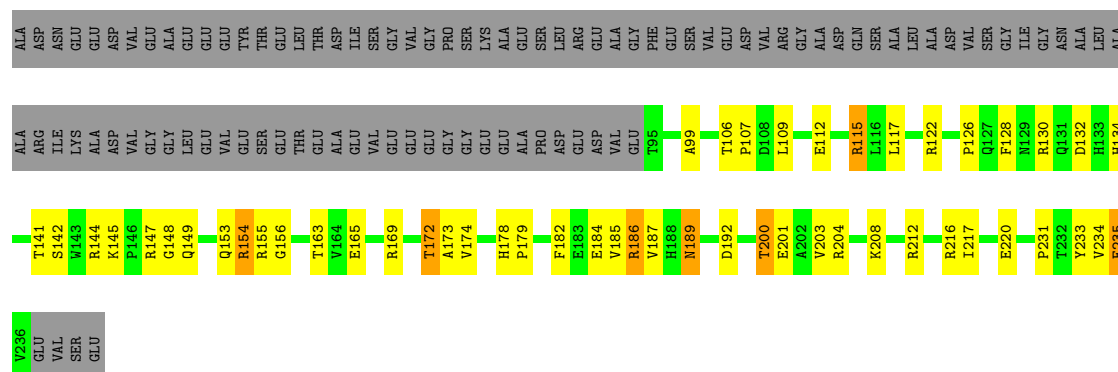 ALA ASP ASN GLU GLU ASP VAL GLU ALA GLU GLU GLU TYR THR GLU LEU THR ASP ILE SER GLY VAL GLY PRO SER LYS ALA GLU SER LEU ARG GLU ALA GLY PHE GLU SER VAL GLU ASP VAL ARG GLY ALA ASP GLN SER ALA LEU ALA ASP VAL SER GLY ILE GLY ASN ALA LEU ALA
ALA ARG ILE LYS ALA ASP VAL GLY GLY LEU GLU VAL GLU SER GLU THR GLU ALA GLU VAL GLU GLU GLU GLY GLY GLU GLU ALA PRO ASP GLU ASP VAL GLU T95 A99 T106 P107 D108 L109 E112 R115 L116 L117 R122 P126 Q127 F128 N129 R130 Q131 D132 H133 H134
T141 S142 W143 R144 K145 P146 R147 G148 Q149 Q153 R154 R155 G156 T163 V164 E165 R169 T172 A173 V174 H178 P179 F182 E183 E184 V185 R186 V187 H188 N189 D192 T200 E201 A202 V203 R204 K208 R212 R216 I217 E220 P231 T232 Y233 V234
V236 GLU VAL SER GLU